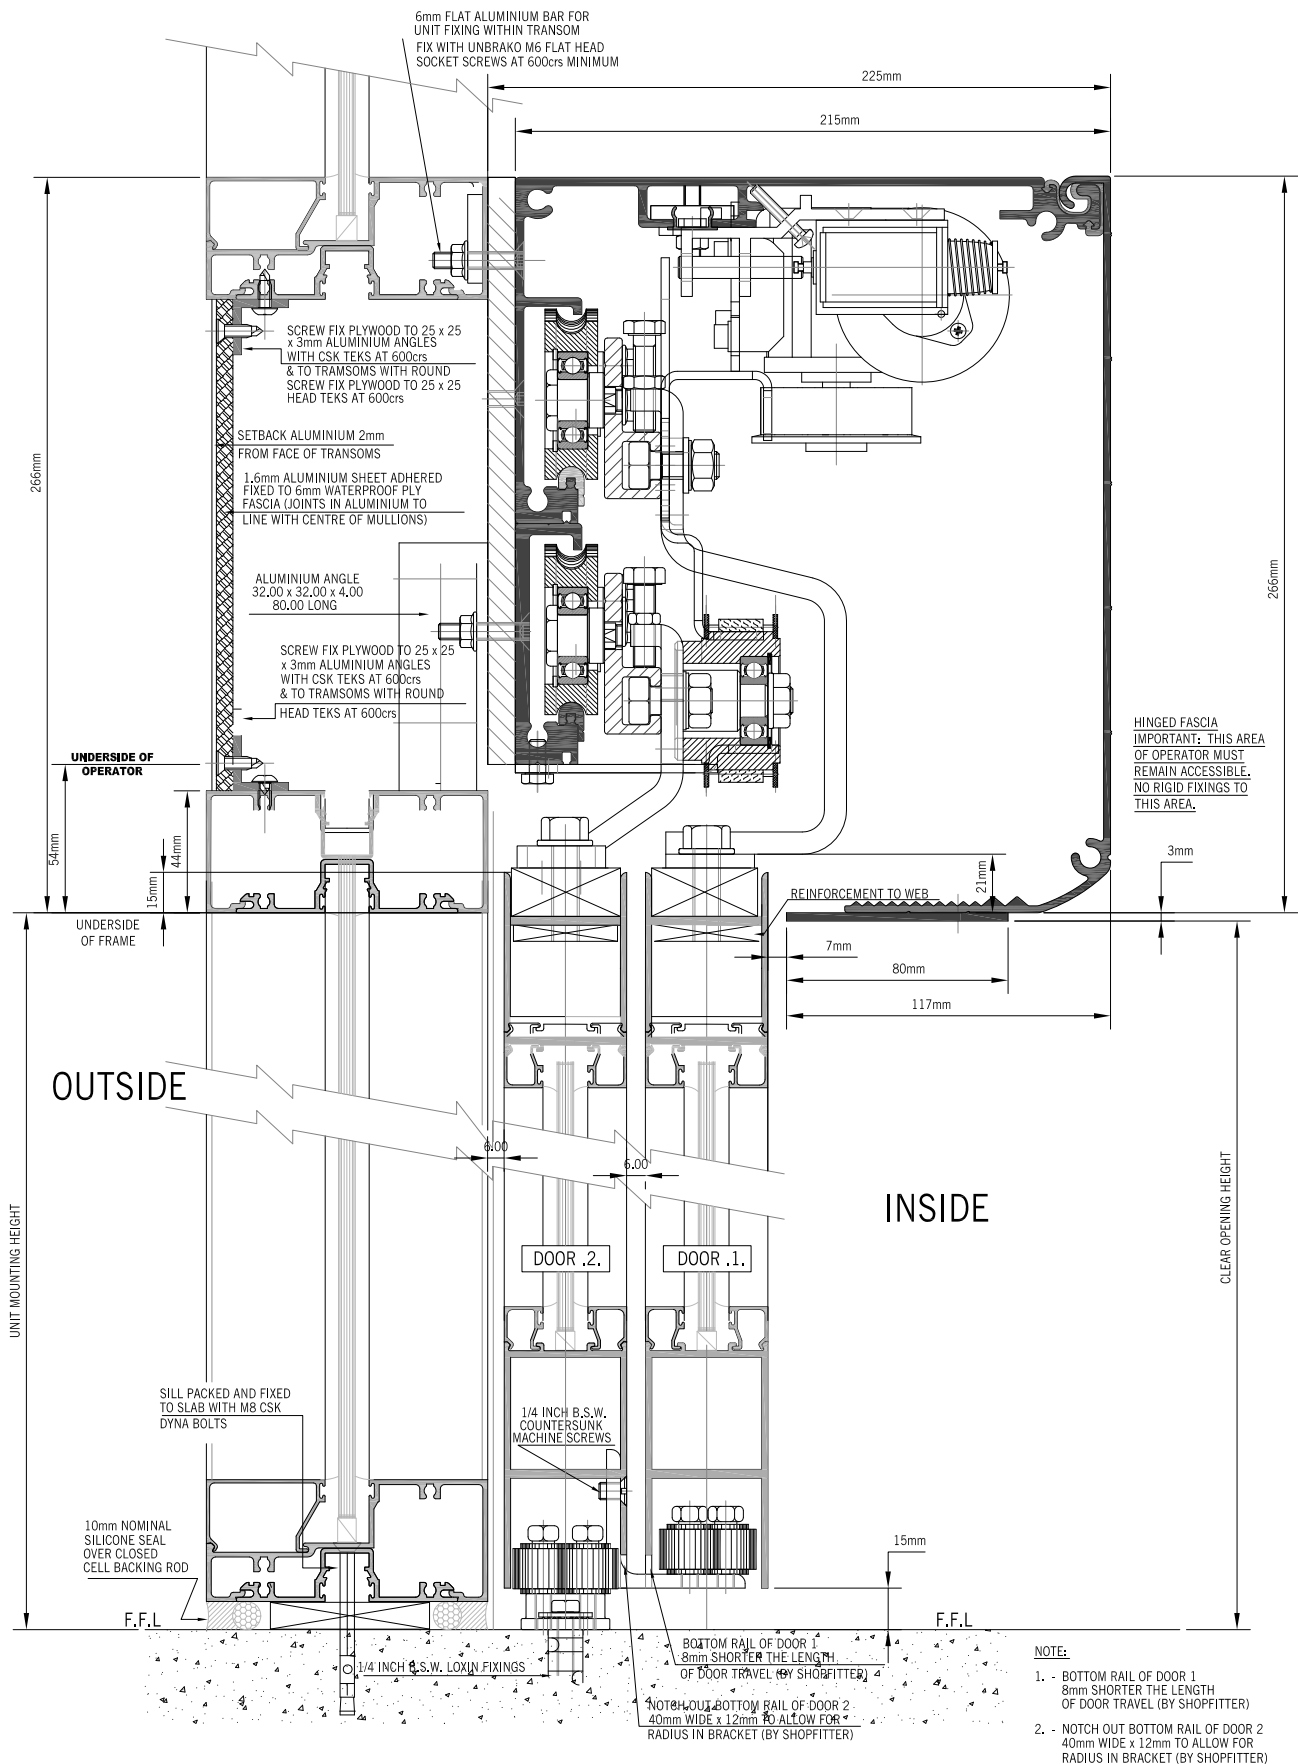 6mm FLAT ALUMINIUM BAR FOR
UNIT FIXING WITHIN TRANSOM
FIX WITH UNBRAKO M6 FLAT HEAD
SOCKET SCREWS AT 600crs MINIMUM
225mm
215mm
266mm
SCREW FIX PLYWOOD TO 25 x 25
x 3mm ALUMINIUM ANGLES
WITH CSK TEKS AT 600crs
& TO TRAMSOMS WITH ROUND
SCREW FIX PLYWOOD TO 25 x 25
HEAD TEKS AT 600crs
SETBACK ALUMINIUM 2mm
FROM FACE OF TRANSOMS
1.6mm ALUMINIUM SHEET ADHERED
FIXED TO 6mm WATERPROOF PLY
FASCIA (JOINTS IN ALUMINIUM TO
LINE WITH CENTRE OF MULLIONS)
ALUMINIUM ANGLE
32.00 x 32.00 x 4.00
80.00 LONG
SCREW FIX PLYWOOD TO 25 x 25
x 3mm ALUMINIUM ANGLES
WITH CSK TEKS AT 600crs
& TO TRAMSOMS WITH ROUND
HEAD TEKS AT 600crs
266mm
HINGED FASCIA
IMPORTANT: THIS AREA
OF OPERATOR MUST
REMAIN ACCESSIBLE.
NO RIGID FIXINGS TO
THIS AREA.
UNDERSIDE OF
OPERATOR
54mm
44mm
15mm
21mm
3mm
REINFORCEMENT TO WEB
UNDERSIDE
OF FRAME
7mm
80mm
117mm
OUTSIDE
6.00
6.00
INSIDE
UNIT MOUNTING HEIGHT
CLEAR OPENING HEIGHT
DOOR .2.
DOOR .1.
SILL PACKED AND FIXED
TO SLAB WITH M8 CSK
DYNA BOLTS
1/4 INCH B.S.W.
COUNTERSUNK
MACHINE SCREWS
10mm NOMINAL
SILICONE SEAL
OVER CLOSED
CELL BACKING ROD
15mm
F.F.L
F.F.L
1/4 INCH B.S.W. LOXIN FIXINGS
BOTTOM RAIL OF DOOR 1
8mm SHORTER THE LENGTH
OF DOOR TRAVEL (BY SHOPFITTER)
NOTCH OUT BOTTOM RAIL OF DOOR 2
40mm WIDE x 12mm TO ALLOW FOR
RADIUS IN BRACKET (BY SHOPFITTER)
NOTE:
1. - BOTTOM RAIL OF DOOR 1
8mm SHORTER THE LENGTH
OF DOOR TRAVEL (BY SHOPFITTER)
2. - NOTCH OUT BOTTOM RAIL OF DOOR 2
40mm WIDE x 12mm TO ALLOW FOR
RADIUS IN BRACKET (BY SHOPFITTER)